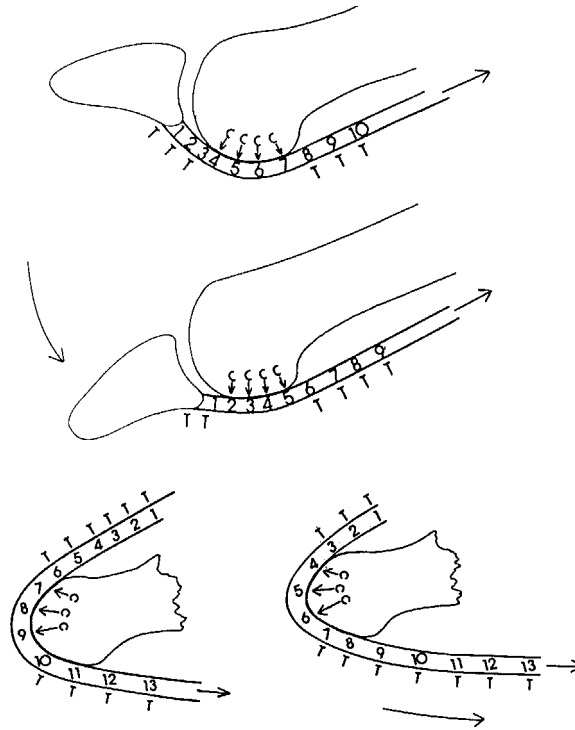 C C C C
T T T 1 2 3 4 5 6 7 8 9 10 T T T
C C C C
T T 1 2 3 4 5 6 7 8 9 T T T T
T T T T T T
7 6 5 4 3 2 1
8 C
9 C
C
10 11 12 13
T T T T
T T T
4 3 2 1
5 C
6 C
C
7 8 9 10 11 12 13
T T T T T T T